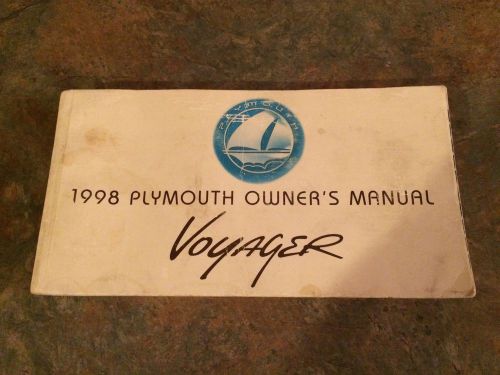 PLYMOUTH
1998 PLYMOUTH OWNER'S MANUAL
VOYAGER